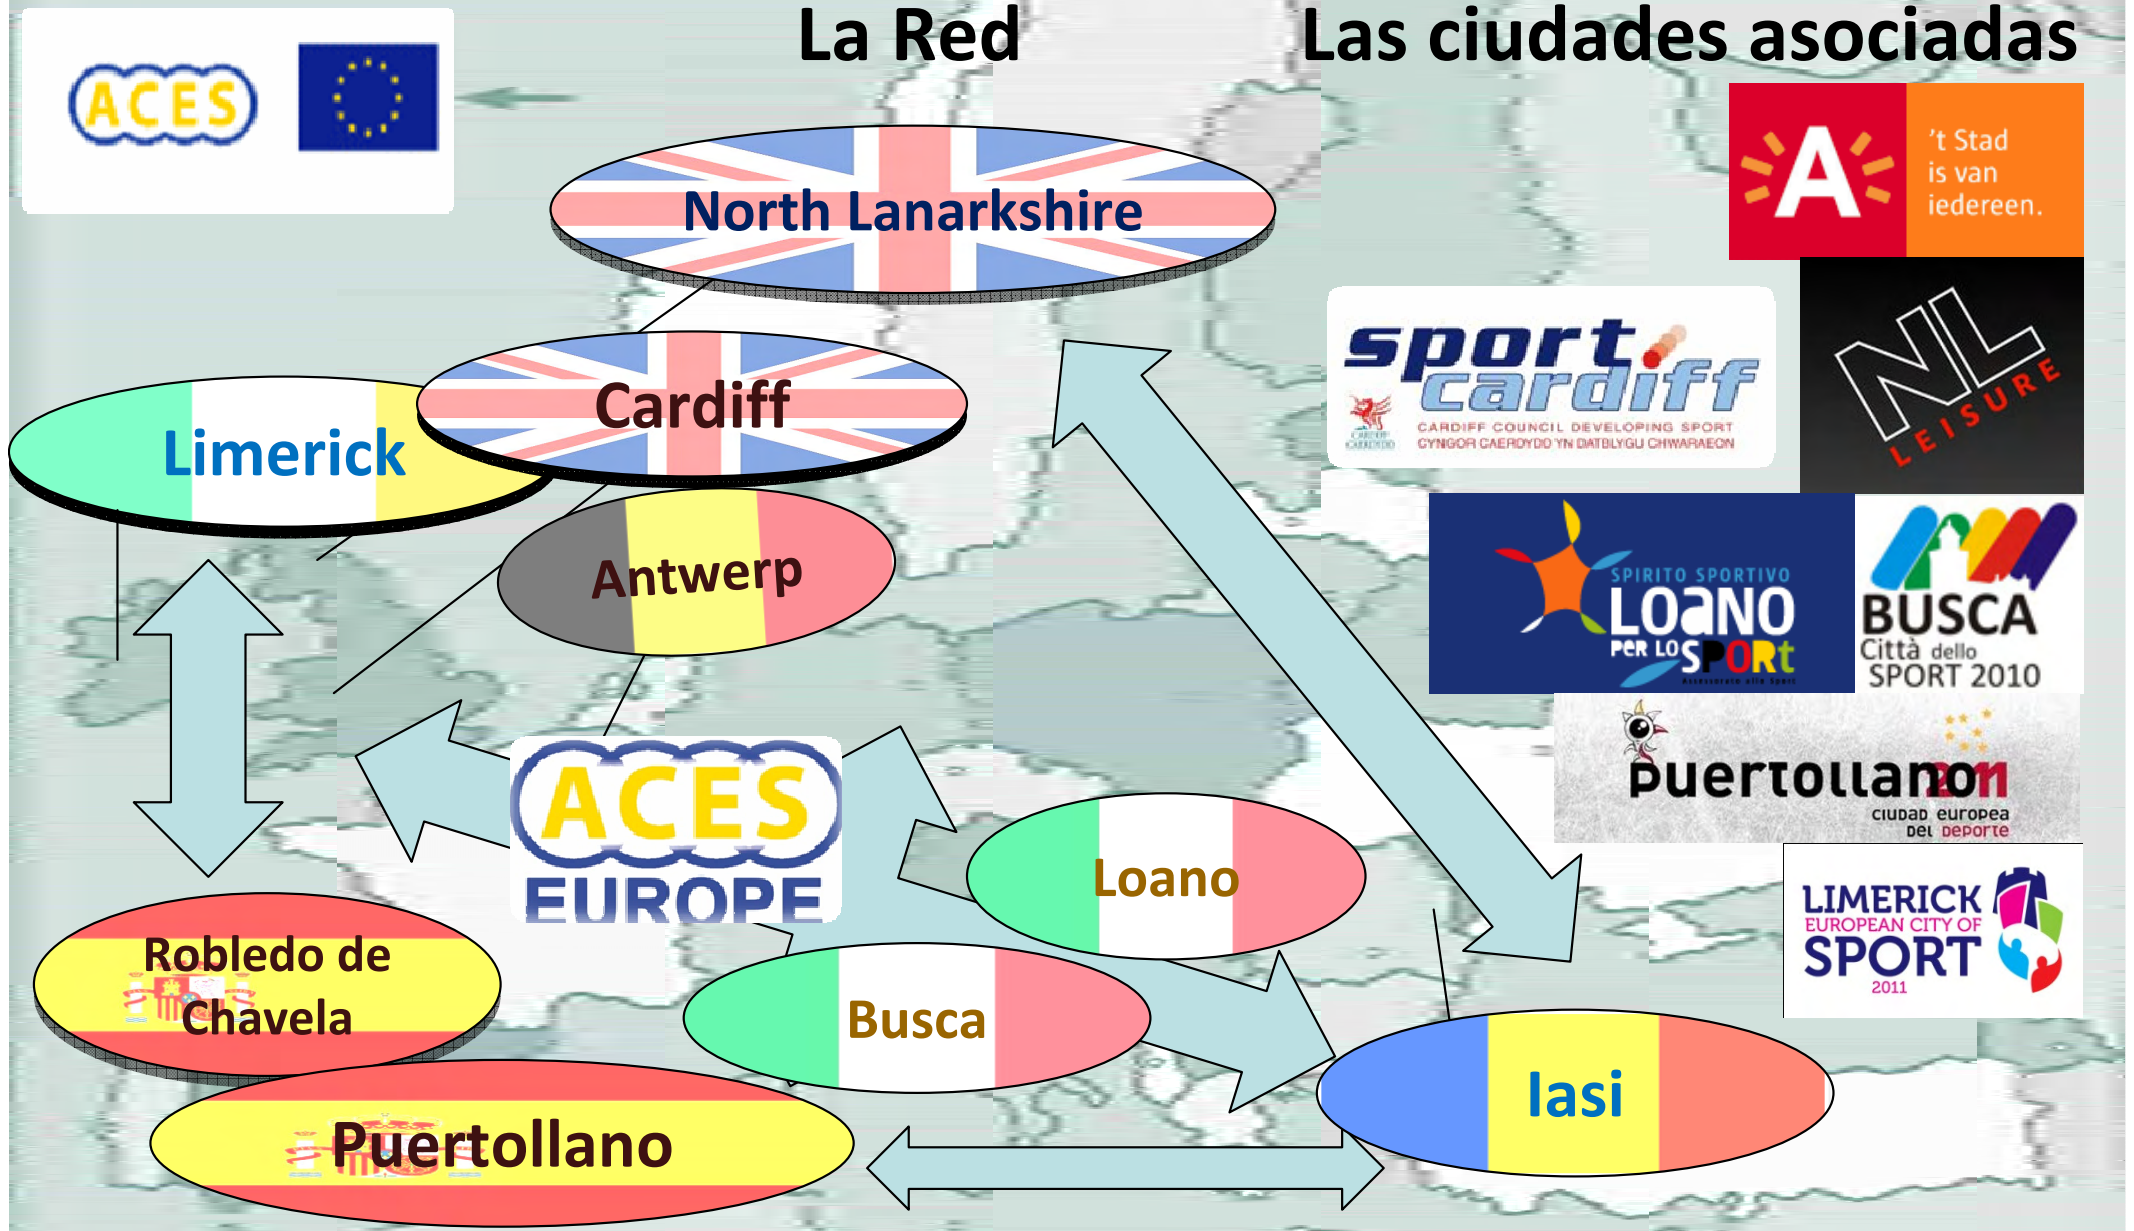 La Red
Las ciudades asociadas
ACES
North Lanarkshire
Cardiff
Limerick
Antwerp
ACES
EUROPE
Loano
Busca
Robledo de
Chavela
Puertollano
Iasi
A
't Stad
is van
iedereen.
sport
cardiff
CARDIFF COUNCIL DEVELOPING SPORT
CYNGOR CAERDYDD YN DATBLYGU CHWARAEON
NL
LEISURE
SPIRITO SPORTIVO
LOANO
PER LO SPORt
Assessorato allo Sport
BUSCA
Città dello
SPORT 2010
Puertollano 2011
CIUDAD EUROPEA
DEL DEPORTE
LIMERICK
EUROPEAN CITY OF
SPORT
2011